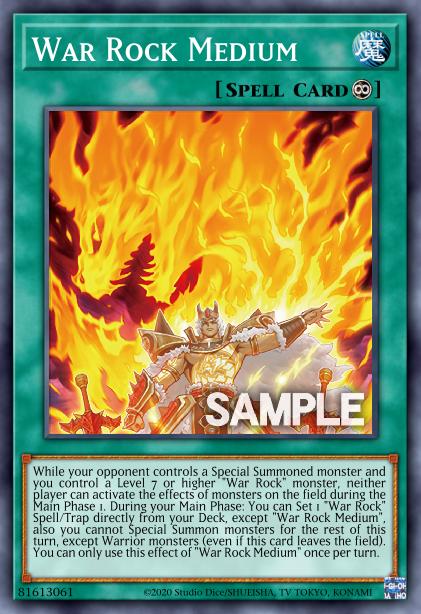 War Rock Medium
SPELL
魔
[Spell Card]
SAMPLE
While your opponent controls a Special Summoned monster and
you control a Level 7 or higher "War Rock" monster, neither
player can activate the effects of monsters on the field during the
Main Phase 1. During your Main Phase: You can Set 1 "War Rock"
Spell/Trap directly from your Deck, except "War Rock Medium",
also you cannot Special Summon monsters for the rest of this
turn, except Warrior monsters (even if this card leaves the field).
You can only use this effect of "War Rock Medium" once per turn.
81613061
©2020 Studio Dice/SHUEISHA, TV TOKYO, KONAMI